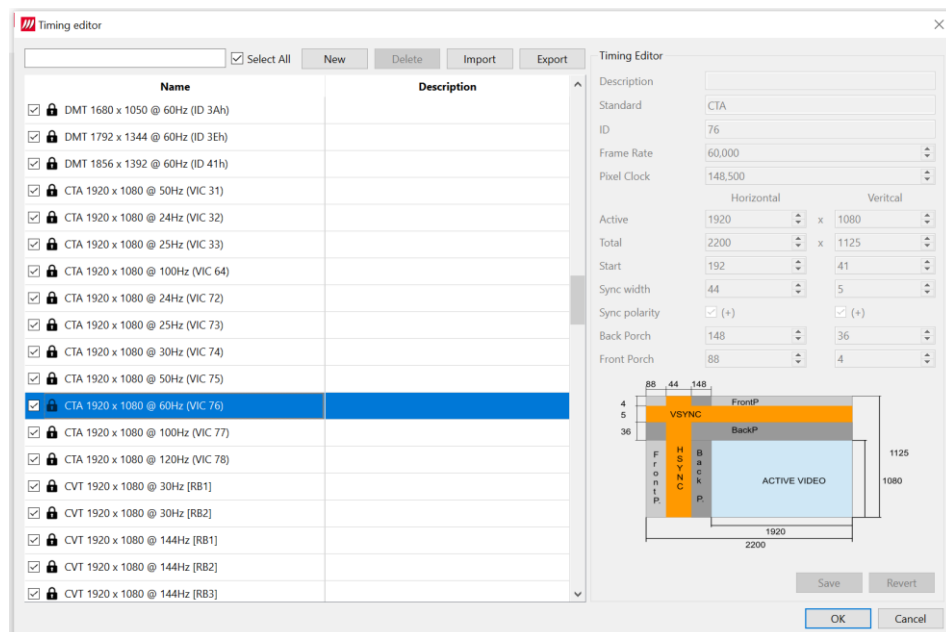 Timing editor
Select All New Delete Import Export
Name Description
DMT 1680 x 1050 @ 60Hz (ID 3Ah)
DMT 1792 x 1344 @ 60Hz (ID 3Eh)
DMT 1856 x 1392 @ 60Hz (ID 41h)
CTA 1920 x 1080 @ 50Hz (VIC 31)
CTA 1920 x 1080 @ 24Hz (VIC 32)
CTA 1920 x 1080 @ 25Hz (VIC 33)
CTA 1920 x 1080 @ 100Hz (VIC 64)
CTA 1920 x 1080 @ 24Hz (VIC 72)
CTA 1920 x 1080 @ 25Hz (VIC 73)
CTA 1920 x 1080 @ 30Hz (VIC 74)
CTA 1920 x 1080 @ 50Hz (VIC 75)
CTA 1920 x 1080 @ 60Hz (VIC 76)
CTA 1920 x 1080 @ 100Hz (VIC 77)
CTA 1920 x 1080 @ 120Hz (VIC 78)
CVT 1920 x 1080 @ 30Hz [RB1]
CVT 1920 x 1080 @ 30Hz [RB2]
CVT 1920 x 1080 @ 144Hz [RB1]
CVT 1920 x 1080 @ 144Hz [RB2]
CVT 1920 x 1080 @ 144Hz [RB3]
Timing Editor
Description
Standard CTA
ID 76
Frame Rate 60,000
Pixel Clock 148,500
Horizontal Veritcal
Active 1920 x 1080
Total 2200 x 1125
Start 192 41
Sync width 44 5
Sync polarity (+) (+)
Back Porch 148 36
Front Porch 88 4
88 44 148
4 FrontP
5 VSYNC
36 BackP
Front P.
HSYNC
Back P.
ACTIVE VIDEO
1125
1080
1920
2200
Save Revert
OK Cancel